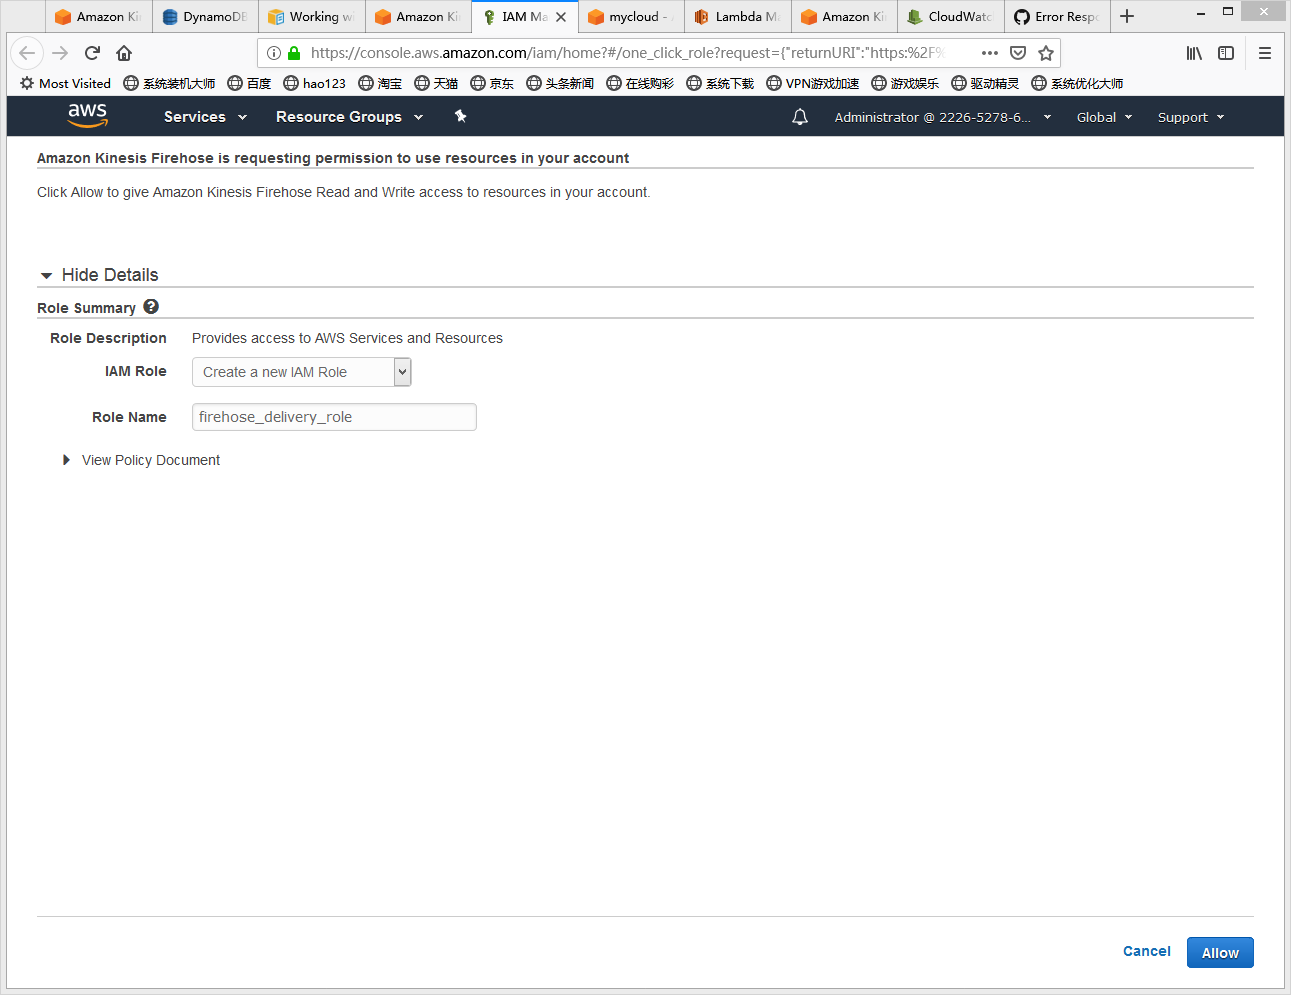 Amazon Ki
DynamoDB
Working w
Amazon Ki
IAM Ma
mycloud -
Lambda M
Amazon Ki
CloudWatc
Error Resp
https://console.aws.amazon.com/iam/home?#/one_click_role?request={"returnURI":"https:%2F%
Most Visited
系统装机大师
百度
hao123
淘宝
天猫
京东
头条新闻
在线购彩
系统下载
VPN游戏加速
游戏娱乐
驱动精灵
系统优化大师
aws
Services
Resource Groups
Administrator @ 2226-5278-6...
Global
Support
Amazon Kinesis Firehose is requesting permission to use resources in your account
Click Allow to give Amazon Kinesis Firehose Read and Write access to resources in your account.
Hide Details
Role Summary ?
Role Description Provides access to AWS Services and Resources
IAM Role Create a new IAM Role
Role Name firehose_delivery_role
View Policy Document
Cancel Allow